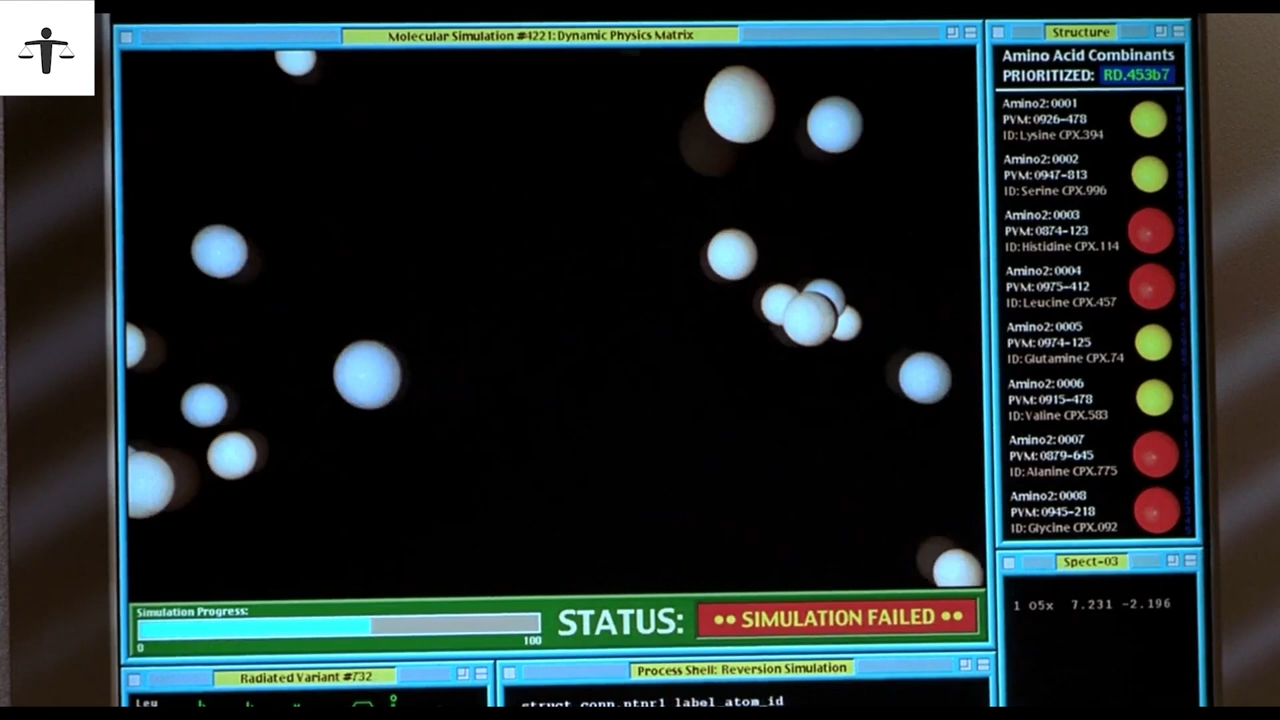 Molecular Simulation #4221: Dynamic Physics Matrix
Structure
Amino Acid Combinants
PRIORITIZED: RD.453b7
Amino2: 0001
PVM: 0926-478
ID: Lysine CPX.394
Amino2: 0002
PVM: 0947-813
ID: Serine CPX.996
Amino2: 0003
PVM: 0874-123
ID: Histidine CPX.114
Amino2: 0004
PVM: 0975-412
ID: Leucine CPX.457
Amino2: 0005
PVM: 0974-125
ID: Glutamine CPX.74
Amino2: 0006
PVM: 0915-478
ID: Valine CPX.583
Amino2: 0007
PVM: 0879-645
ID: Alanine CPX.775
Amino2: 0008
PVM: 0945-218
ID: Glycine CPX.092
Simulation Progress:
0 100
STATUS: •• SIMULATION FAILED ••
Spect-03
1 05x 7.231 -2.196
Radiated Variant #732
Leu
Process Shell: Reversion Simulation
struct_conn.ptnr1_label_atom_id